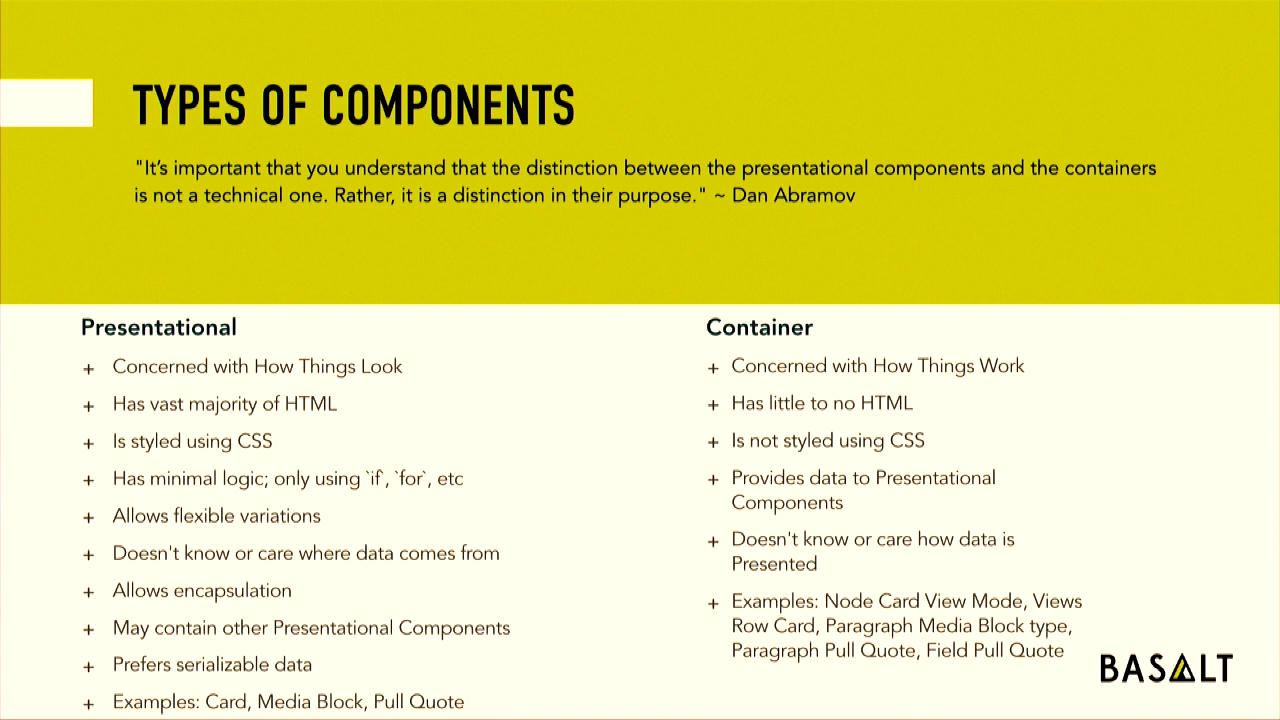 TYPES OF COMPONENTS
"It's important that you understand that the distinction between the presentational components and the containers
is not a technical one. Rather, it is a distinction in their purpose." ~ Dan Abramov
Presentational
+ Concerned with How Things Look
+ Has vast majority of HTML
+ Is styled using CSS
+ Has minimal logic; only using `if`, `for`, etc
+ Allows flexible variations
+ Doesn't know or care where data comes from
+ Allows encapsulation
+ May contain other Presentational Components
+ Prefers serializable data
+ Examples: Card, Media Block, Pull Quote
Container
+ Concerned with How Things Work
+ Has little to no HTML
+ Is not styled using CSS
+ Provides data to Presentational
Components
+ Doesn't know or care how data is
Presented
+ Examples: Node Card View Mode, Views
Row Card, Paragraph Media Block type,
Paragraph Pull Quote, Field Pull Quote
BASALT